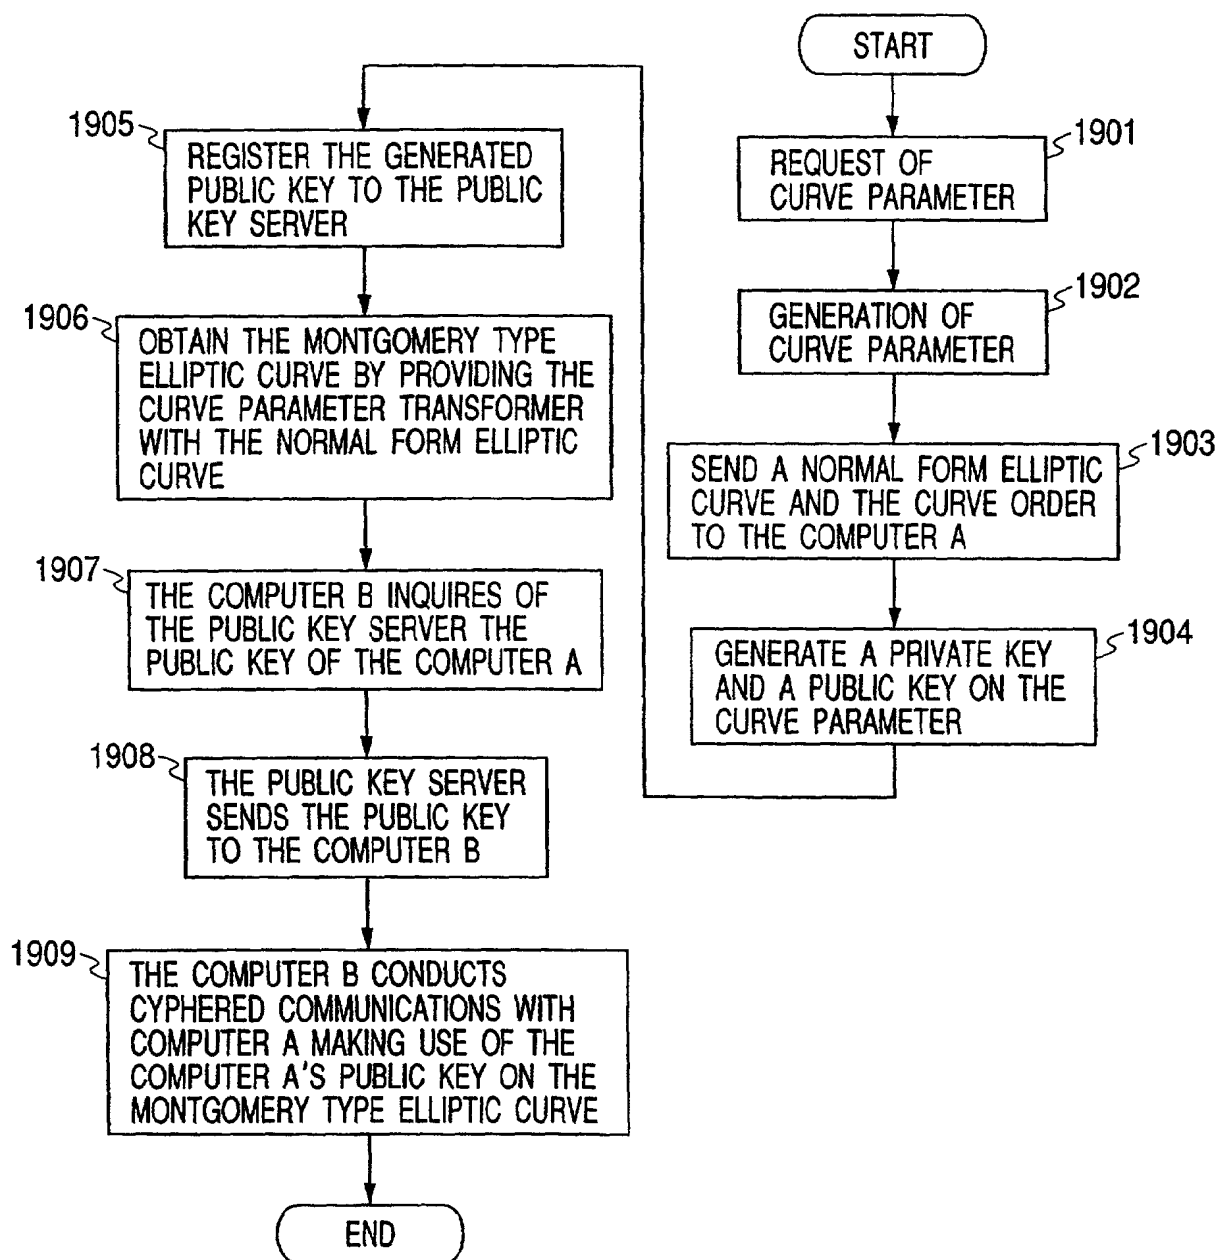 START
1901
REQUEST OF
CURVE PARAMETER
1902
GENERATION OF
CURVE PARAMETER
1903
SEND A NORMAL FORM ELLIPTIC
CURVE AND THE CURVE ORDER
TO THE COMPUTER A
1904
GENERATE A PRIVATE KEY
AND A PUBLIC KEY ON THE
CURVE PARAMETER
1905
REGISTER THE GENERATED
PUBLIC KEY TO THE PUBLIC
KEY SERVER
1906
OBTAIN THE MONTGOMERY TYPE
ELLIPTIC CURVE BY PROVIDING THE
CURVE PARAMETER TRANSFORMER
WITH THE NORMAL FORM ELLIPTIC
CURVE
1907
THE COMPUTER B INQUIRES OF
THE PUBLIC KEY SERVER THE
PUBLIC KEY OF THE COMPUTER A
1908
THE PUBLIC KEY SERVER
SENDS THE PUBLIC KEY
TO THE COMPUTER B
1909
THE COMPUTER B CONDUCTS
CYPHERED COMMUNICATIONS WITH
COMPUTER A MAKING USE OF THE
COMPUTER A'S PUBLIC KEY ON THE
MONTGOMERY TYPE ELLIPTIC CURVE
END